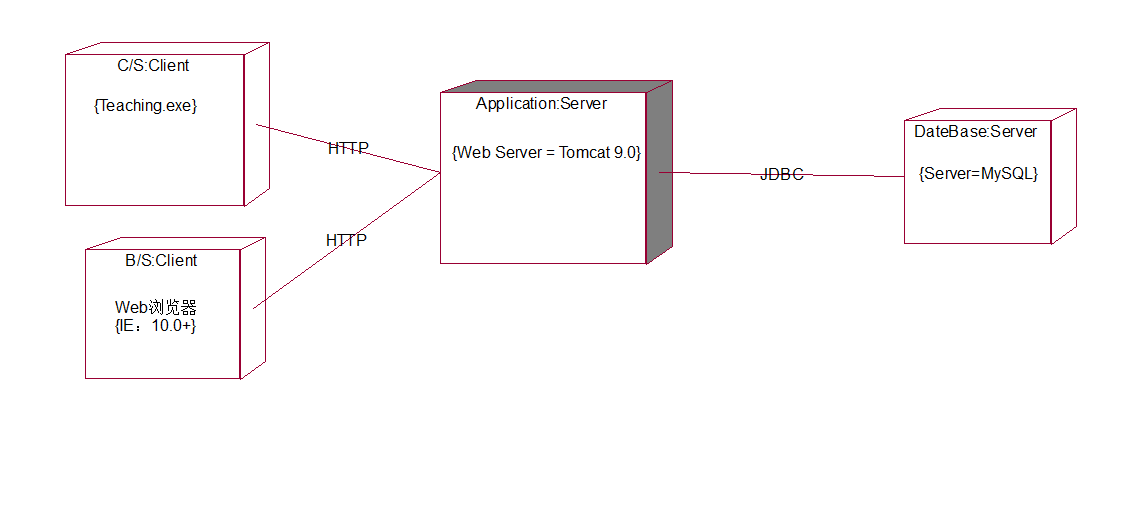 C/S:Client
{Teaching.exe}
HTTP
Application:Server
{Web Server = Tomcat 9.0}
JDBC
DateBase:Server
{Server=MySQL}
HTTP
B/S:Client
Web浏览器
{IE：10.0+}